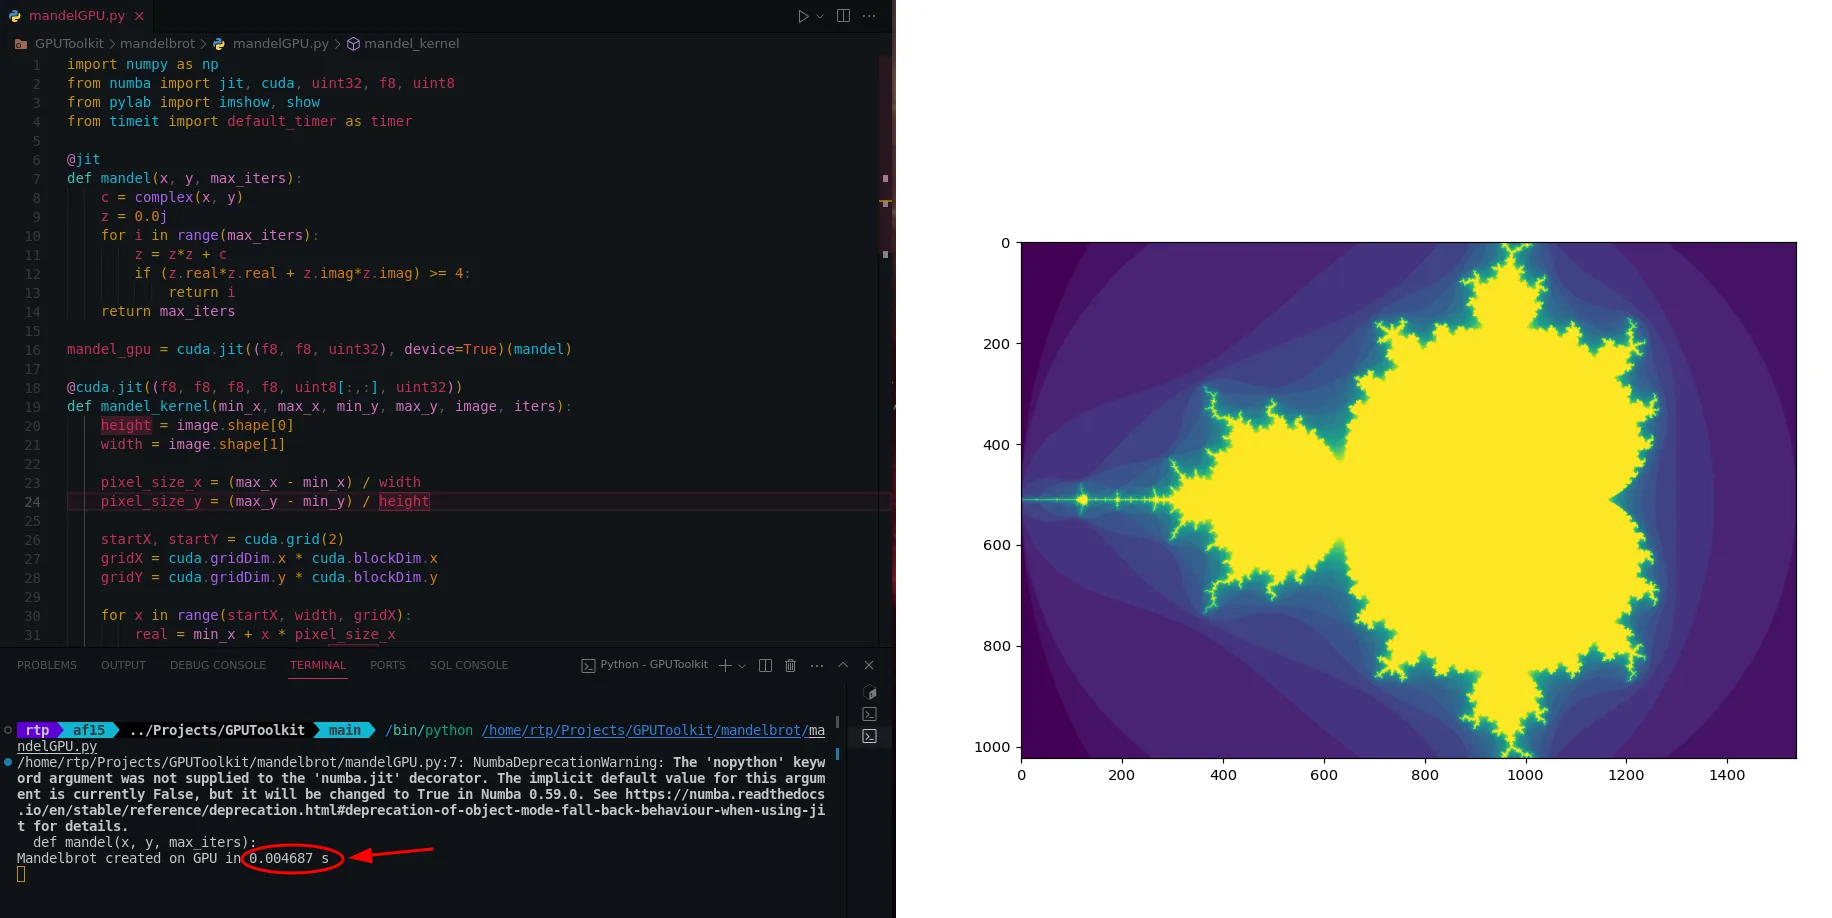 mandelGPU.py
GPUToolkit > mandelbrot > mandelGPU.py > mandel_kernel
1 import numpy as np
2 from numba import jit, cuda, uint32, f8, uint8
3 from pylab import imshow, show
4 from timeit import default_timer as timer
5
6 @jit
7 def mandel(x, y, max_iters):
8 c = complex(x, y)
9 z = 0.0j
10 for i in range(max_iters):
11 z = z*z + c
12 if (z.real*z.real + z.imag*z.imag) >= 4:
13 return i
14 return max_iters
15
16 mandel_gpu = cuda.jit((f8, f8, uint32), device=True)(mandel)
17
18 @cuda.jit((f8, f8, f8, f8, uint8[:,:], uint32))
19 def mandel_kernel(min_x, max_x, min_y, max_y, image, iters):
20 height = image.shape[0]
21 width = image.shape[1]
22
23 pixel_size_x = (max_x - min_x) / width
24 pixel_size_y = (max_y - min_y) / height
25
26 startX, startY = cuda.grid(2)
27 gridX = cuda.gridDim.x * cuda.blockDim.x
28 gridY = cuda.gridDim.y * cuda.blockDim.y
29
30 for x in range(startX, width, gridX):
31 real = min_x + x * pixel_size_x
PROBLEMS OUTPUT DEBUG CONSOLE TERMINAL PORTS SQL CONSOLE Python - GPUToolkit
rtp af15 ../Projects/GPUToolkit main /bin/python /home/rtp/Projects/GPUToolkit/mandelbrot/ma
ndelGPU.py
/home/rtp/Projects/GPUToolkit/mandelbrot/mandelGPU.py:7: NumbaDeprecationWarning: The 'nopython' keyw
ord argument was not supplied to the 'numba.jit' decorator. The implicit default value for this argum
ent is currently False, but it will be changed to True in Numba 0.59.0. See https://numba.readthedocs
.io/en/stable/reference/deprecation.html#deprecation-of-object-mode-fall-back-behaviour-when-using-ji
t for details.
def mandel(x, y, max_iters):
Mandelbrot created on GPU in 0.004687 s
0
200
400
600
800
1000
0 200 400 600 800 1000 1200 1400